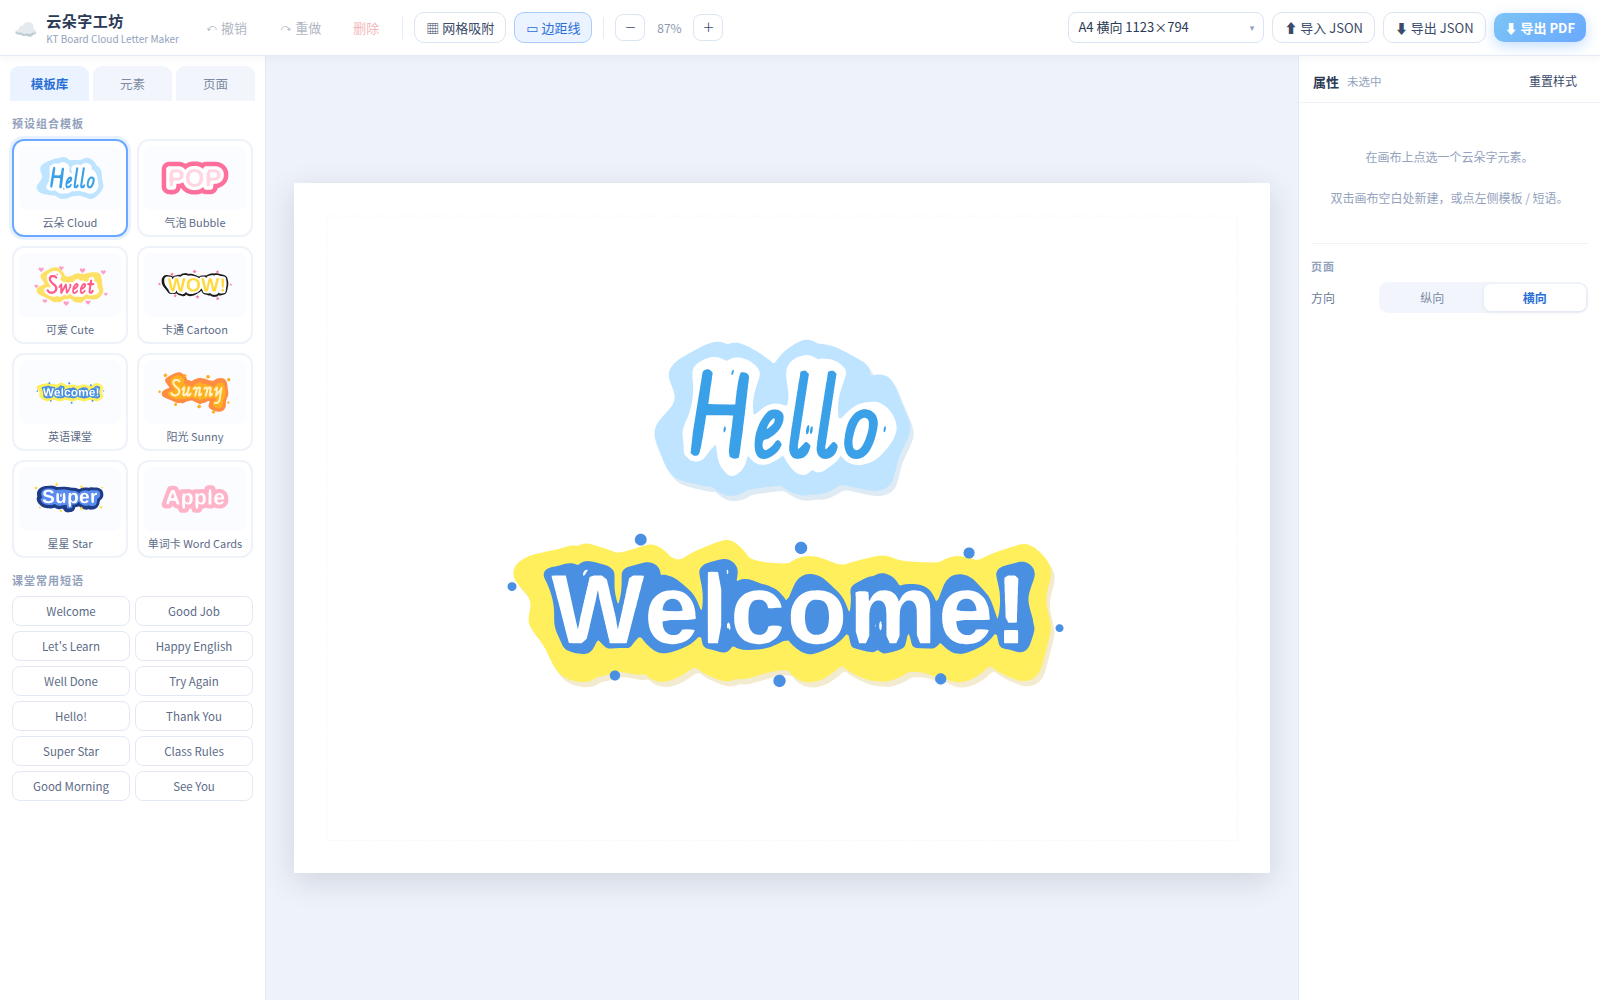 云朵字工坊
KT Board Cloud Letter Maker
撤销
重做
删除
网格吸附
边距线
− 87% +
A4 横向 1123×794
导入 JSON
导出 JSON
导出 PDF
模板库
元素
页面
预设组合模板
Hello
云朵 Cloud
POP
气泡 Bubble
Sweet
可爱 Cute
WOW!
卡通 Cartoon
Welcome!
英语课堂
Sunny
阳光 Sunny
Super
星星 Star
Apple
单词卡 Word Cards
课堂常用短语
Welcome
Good Job
Let's Learn
Happy English
Well Done
Try Again
Hello!
Thank You
Super Star
Class Rules
Good Morning
See You
Hello
Welcome!
属性 未选中
重置样式
在画布上点选一个云朵字元素。
双击画布空白处新建，或点左侧模板 / 短语。
页面
方向
纵向
横向